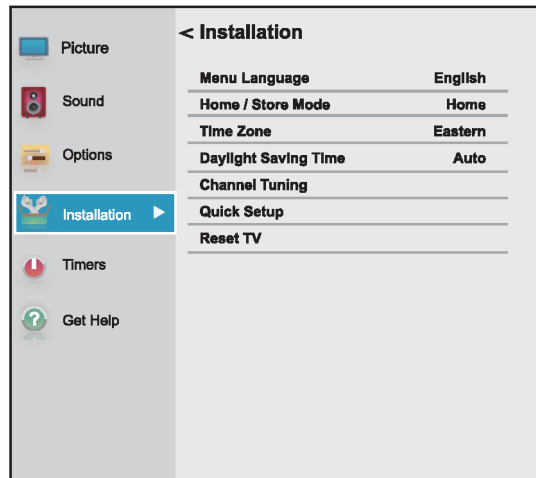 Picture
Sound
Options
Installation
Timers
Get Help
< Installation
Menu Language English
Home / Store Mode Home
Time Zone Eastern
Daylight Saving Time Auto
Channel Tuning
Quick Setup
Reset TV